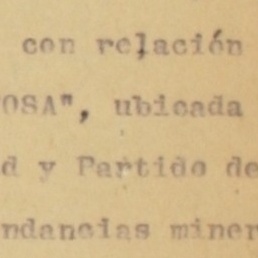 con relación
OSA", ubicada
d y Partido de
ndancias miner